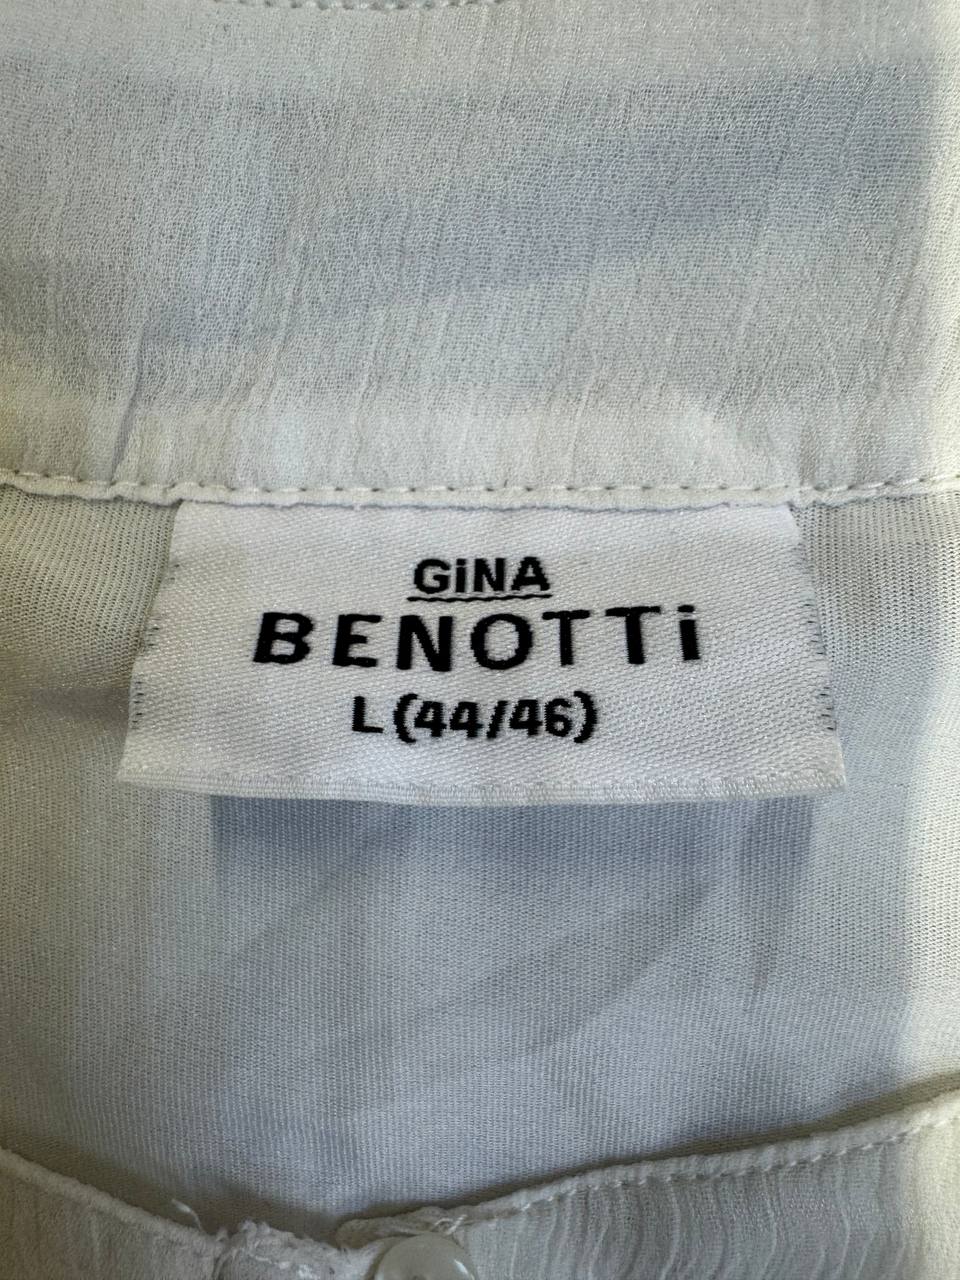 GiNA
BENOTTi
L (44/46)